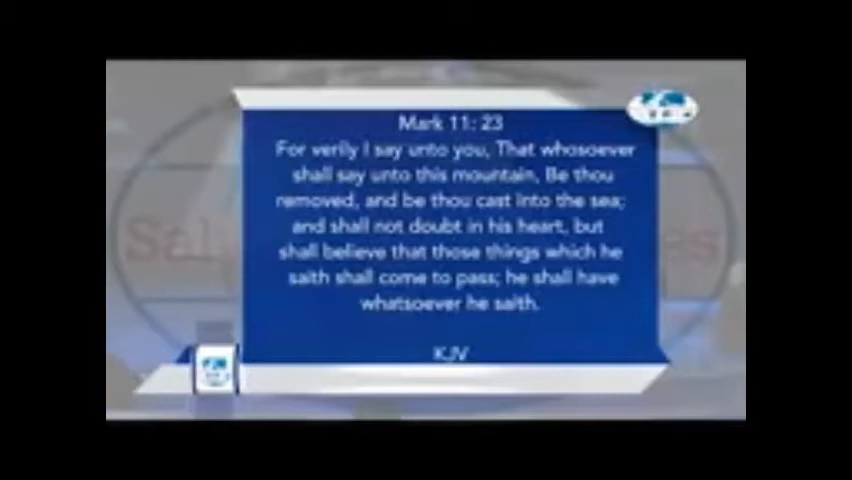 Mark 11: 23
For verily I say unto you, That whosoever
shall say unto this mountain, Be thou
removed, and be thou cast into the sea;
and shall not doubt in his heart, but
shall believe that those things which he
saith shall come to pass; he shall have
whatsoever he saith.
KJV